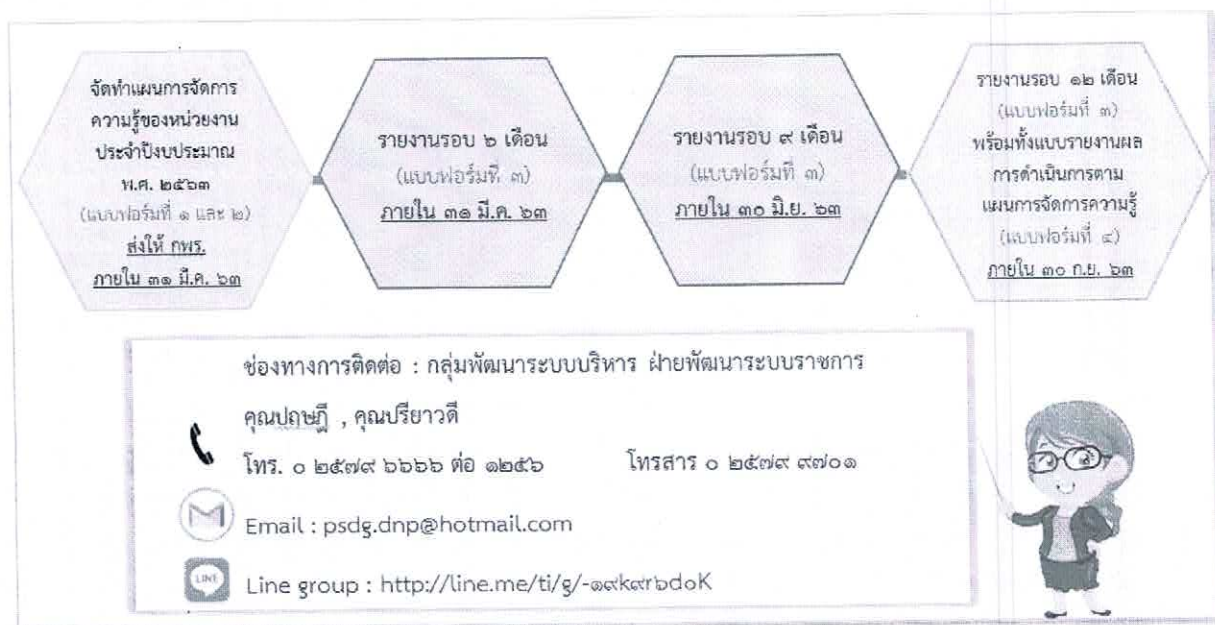 จัดทำแผนการจัดการ
ความรู้ของหน่วยงาน
ประจำปีงบประมาณ
พ.ศ. ๒๕๖๓
(แบบฟอร์มที่ ๑ และ ๒)
ส่งให้ กพร.
ภายใน ๓๑ มี.ค. ๖๓
รายงานรอบ ๖ เดือน
(แบบฟอร์มที่ ๓)
ภายใน ๓๑ มี.ค. ๖๓
รายงานรอบ ๙ เดือน
(แบบฟอร์มที่ ๓)
ภายใน ๓๐ มิ.ย. ๖๓
รายงานรอบ ๑๒ เดือน
(แบบฟอร์มที่ ๓)
พร้อมทั้งแบบรายงานผล
การดำเนินการตาม
แผนการจัดการความรู้
(แบบฟอร์มที่ ๔)
ภายใน ๓๐ ก.ย. ๖๓
ช่องทางการติดต่อ : กลุ่มพัฒนาระบบบริหาร ฝ่ายพัฒนาระบบราชการ
คุณปฤษฎี , คุณปรียาวดี
โทร. ๐ ๒๕๗๙ ๖๖๖๖ ต่อ ๑๒๕๖ โทรสาร ๐ ๒๕๗๙ ๙๗๐๑
Email : psdg.dnp@hotmail.com
LINE
Line group : http://line.me/ti/g/-๑๙k๙r๖d๐K